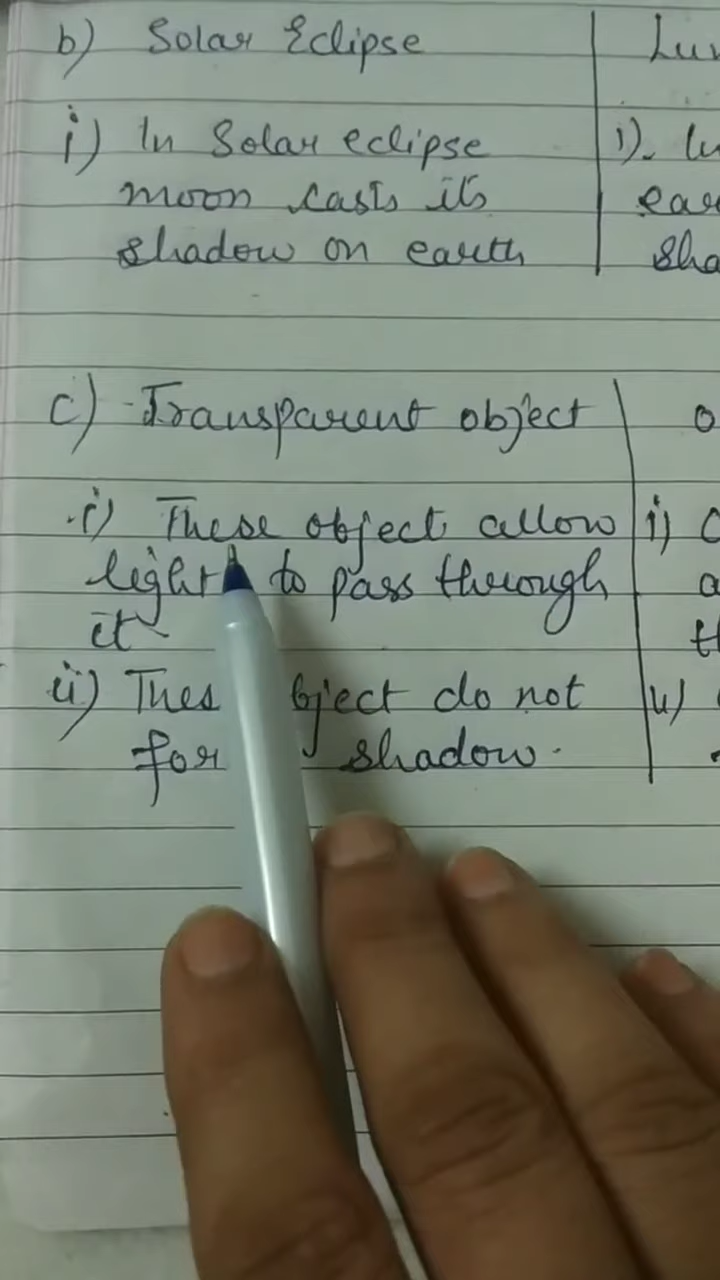 b) Solar Eclipse
i) In Solar eclipse
moon casts its
shadow on earth
i).
c) Transparent object
i) These object allow
light to pass through
it
ii) do not
shadow.
i)
ii)